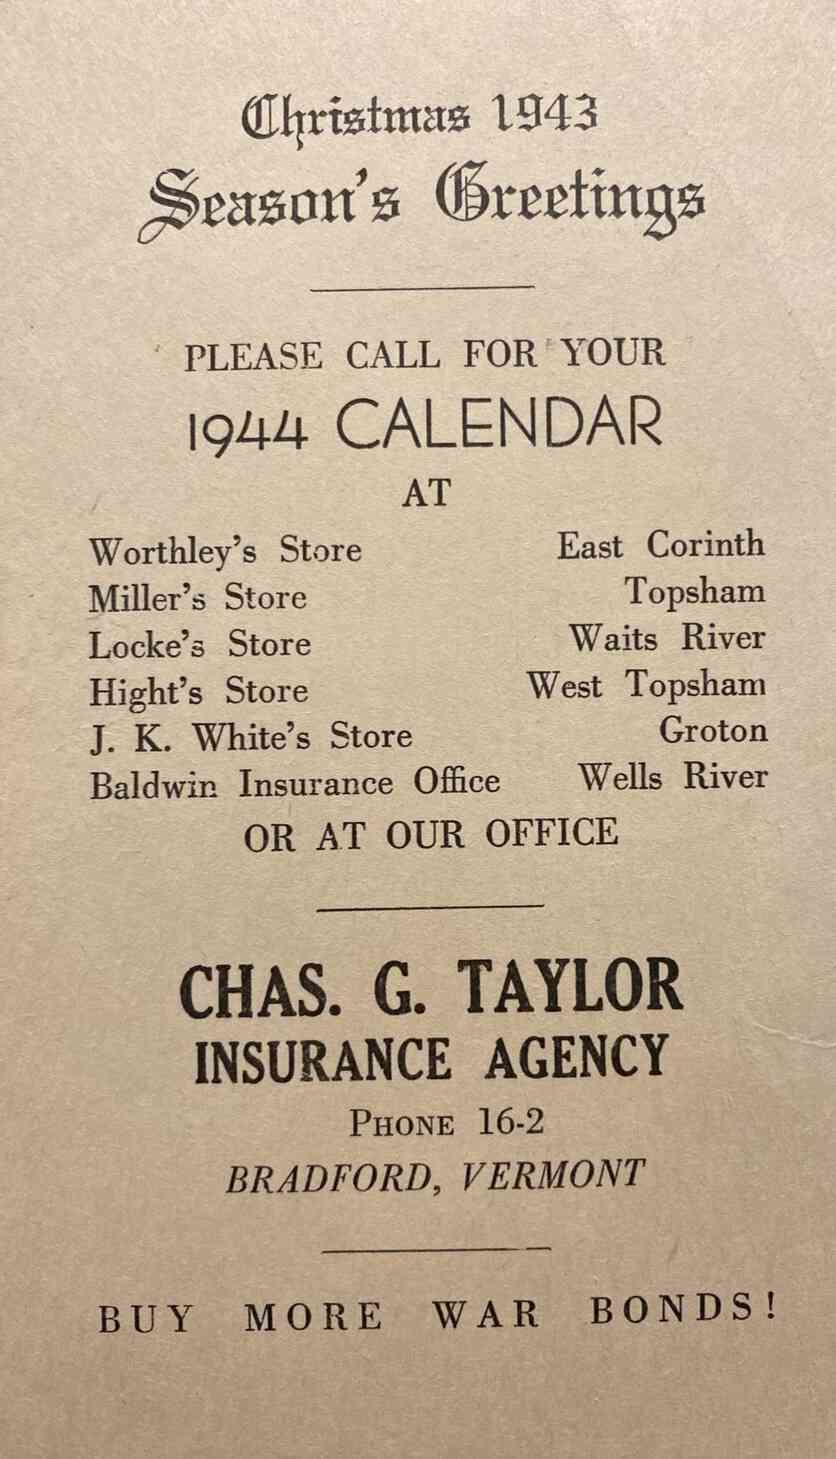 Christmas 1943
Season's Greetings
PLEASE CALL FOR YOUR
1944 CALENDAR
AT
Worthley's Store East Corinth
Miller's Store Topsham
Locke's Store Waits River
Hight's Store West Topsham
J. K. White's Store Groton
Baldwin Insurance Office Wells River
OR AT OUR OFFICE
CHAS. G. TAYLOR
INSURANCE AGENCY
PHONE 16-2
BRADFORD, VERMONT
BUY MORE WAR BONDS!